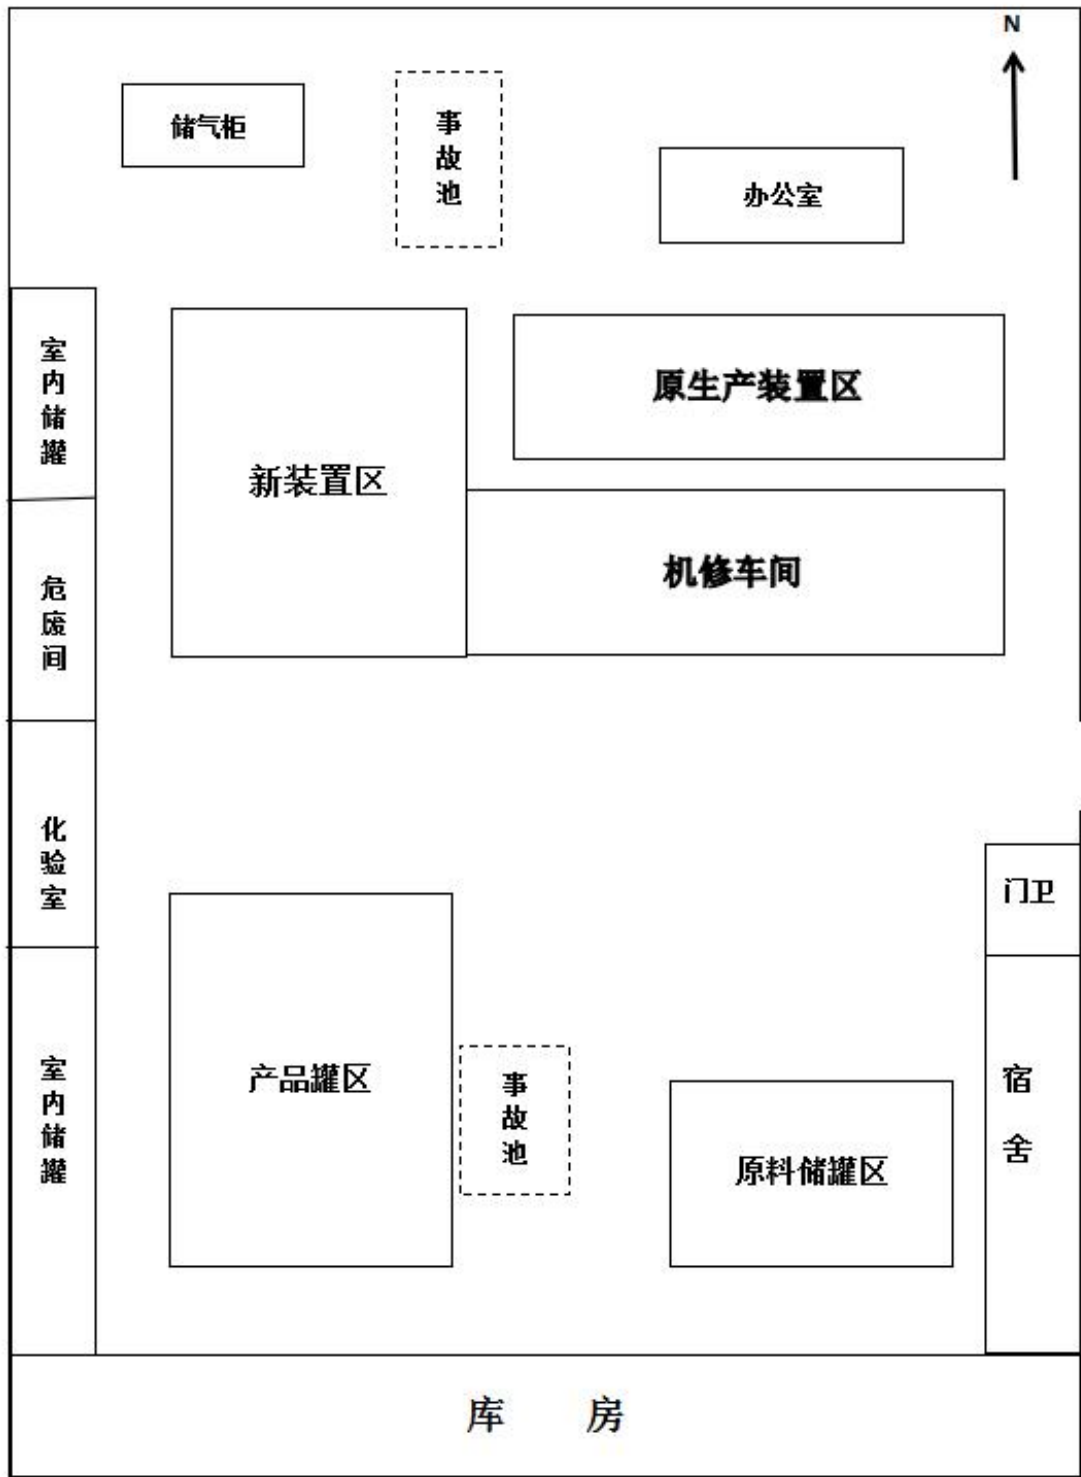 N
储气柜
事故池
办公室
室内储罐
原生产装置区
新装置区
机修车间
危废间
化验室
门卫
室内储罐
产品罐区
事故池
原料储罐区
宿舍
库 房